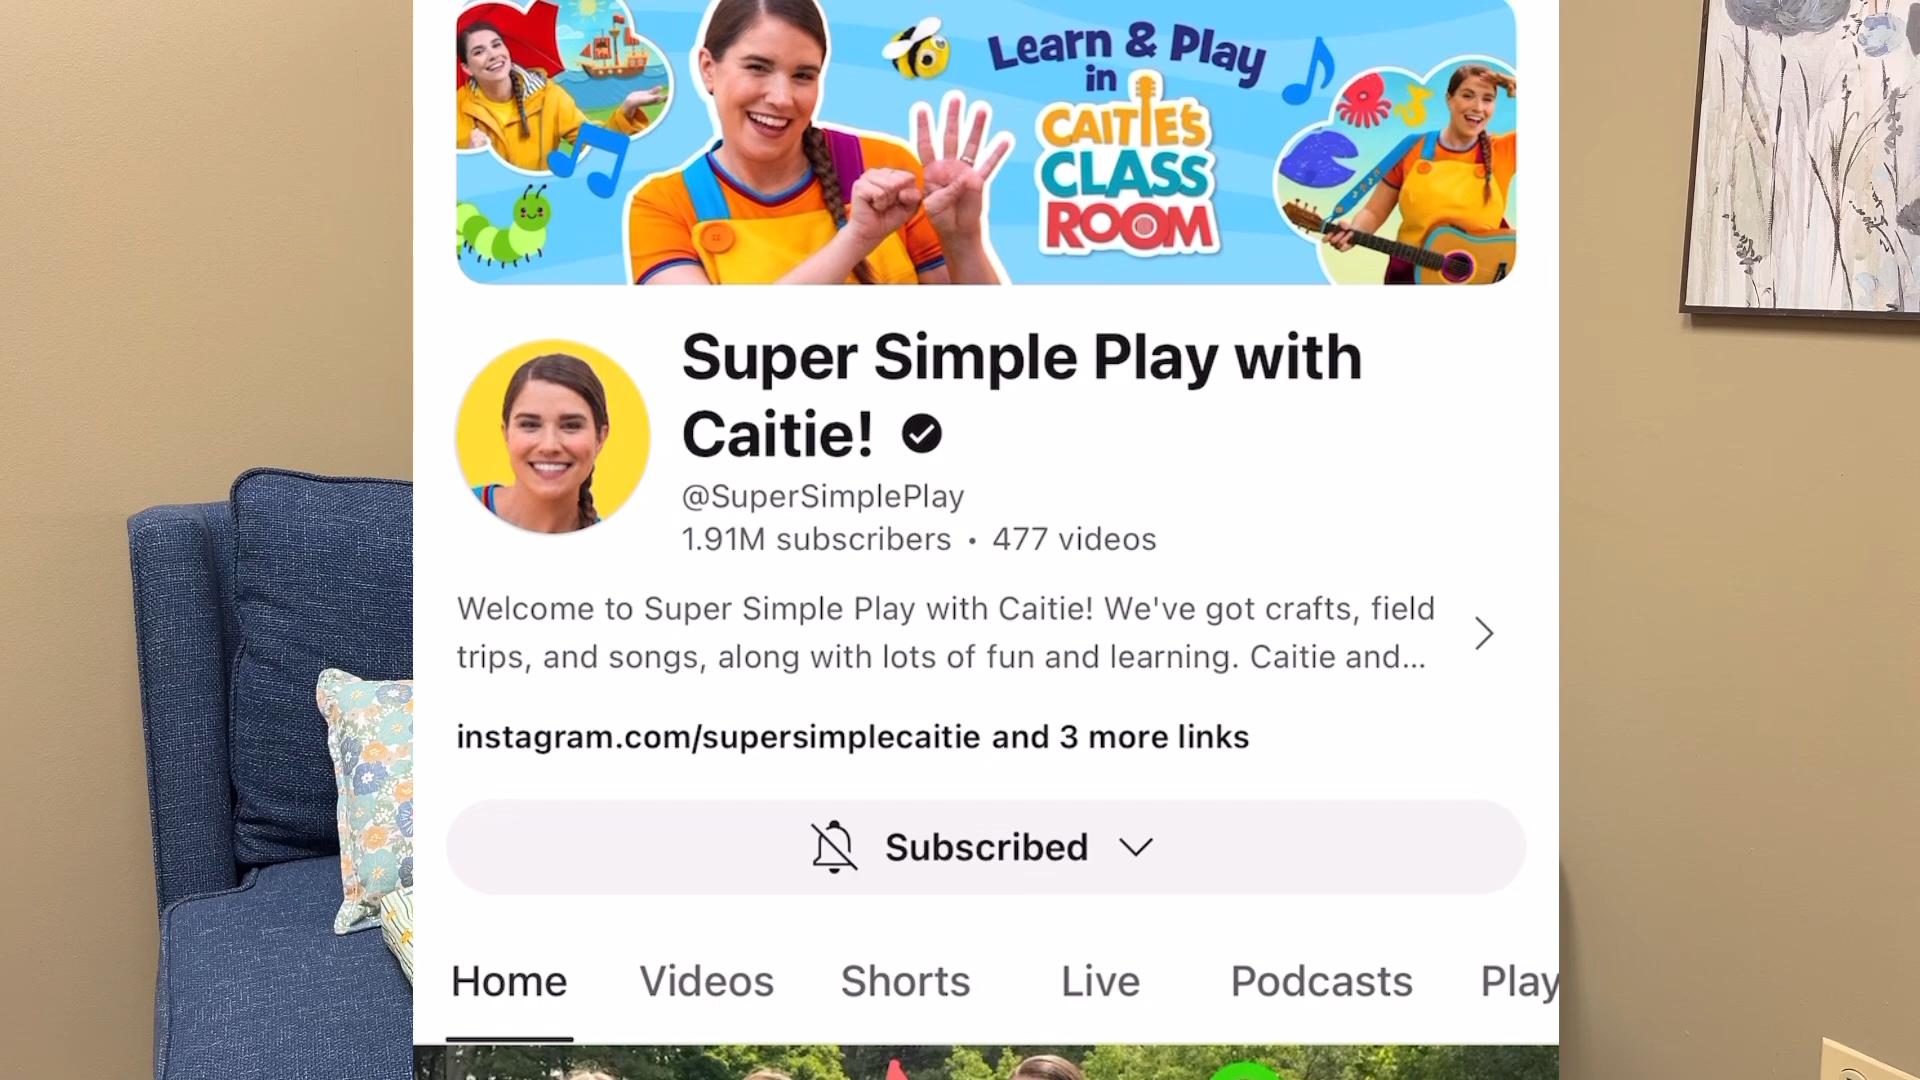 Learn & Play
in
CAITIE'S
CLASS
ROOM
Super Simple Play with
Caitie!
@SuperSimplePlay
1.91M subscribers • 477 videos
Welcome to Super Simple Play with Caitie! We've got crafts, field
trips, and songs, along with lots of fun and learning. Caitie and...
instagram.com/supersimplecaitie and 3 more links
Subscribed
Home Videos Shorts Live Podcasts Play